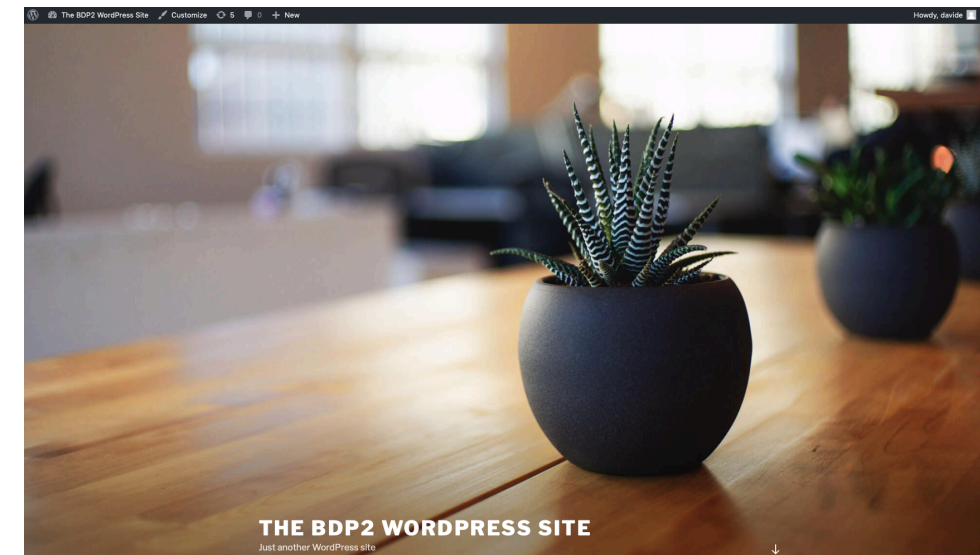 The BDP2 WordPress Site Customize 5 0 New Howdy, davide
THE BDP2 WORDPRESS SITE
Just another WordPress site